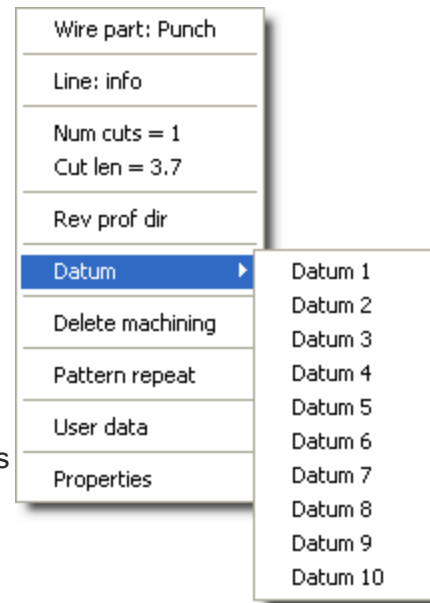 Wire part: Punch
Line: info
Num cuts = 1
Cut len = 3.7
Rev prof dir
Datum
Delete machining
Pattern repeat
User data
s
Properties
Datum 1
Datum 2
Datum 3
Datum 4
Datum 5
Datum 6
Datum 7
Datum 8
Datum 9
Datum 10